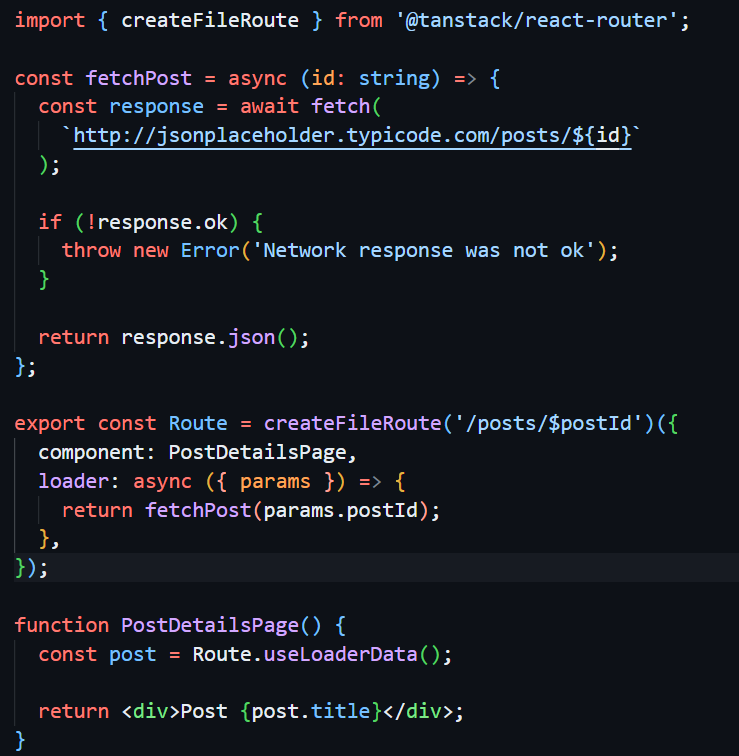 import { createFileRoute } from '@tanstack/react-router';
const fetchPost = async (id: string) => {
  const response = await fetch(
    `http://jsonplaceholder.typicode.com/posts/${id}`
  );
  if (!response.ok) {
    throw new Error('Network response was not ok');
  }
  return response.json();
};
export const Route = createFileRoute('/posts/$postId')({
  component: PostDetailsPage,
  loader: async ({ params }) => {
    return fetchPost(params.postId);
  },
});
function PostDetailsPage() {
  const post = Route.useLoaderData();
  return <div>Post {post.title}</div>;
}